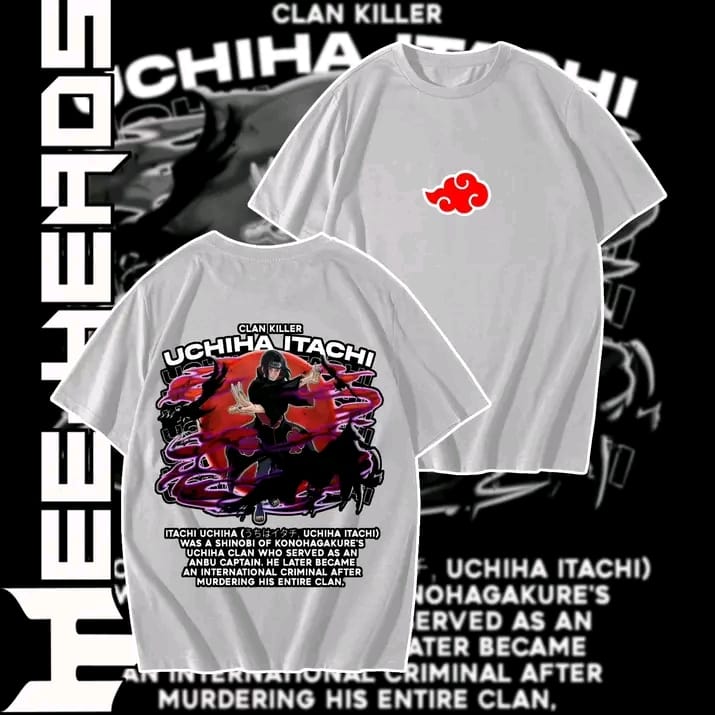 CLAN KILLER
UCHIHA ITACHI
HEEHEADS
CLAN KILLER
UCHIHA ITACHI
ITACHI UCHIHA (うちはイタチ, UCHIHA ITACHI)
WAS A SHINOBI OF KONOHAGAKURE'S
UCHIHA CLAN WHO SERVED AS AN
ANBU CAPTAIN. HE LATER BECAME
AN INTERNATIONAL CRIMINAL AFTER
MURDERING HIS ENTIRE CLAN.
UCHIHA ITACHI)
NOHAGAKURE'S
ERVED AS AN
ATER BECAME
AN INTERNATIONAL CRIMINAL AFTER
MURDERING HIS ENTIRE CLAN.